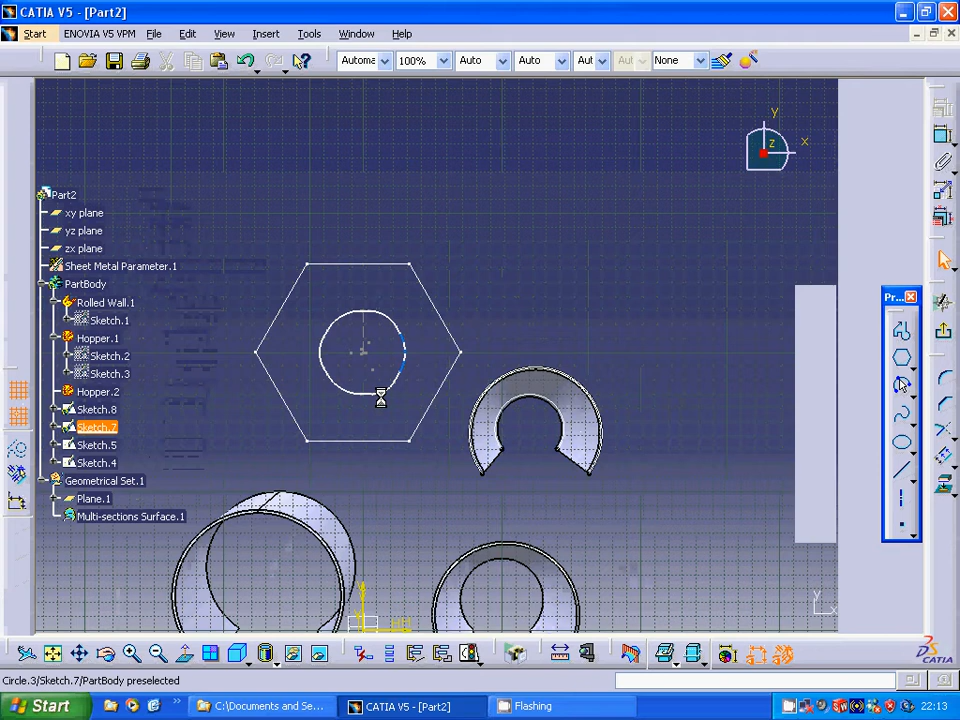 CATIA V5 - [Part2]
Start ENOVIA V5 VPM File Edit View Insert Tools Window Help
Automa 100% Auto Auto Aut Aut None
y
x
z
Part2
xy plane
yz plane
zx plane
Sheet Metal Parameter.1
PartBody
Rolled Wall.1
Sketch.1
Hopper.1
Sketch.2
Sketch.3
Hopper.2
Sketch.8
Sketch.7
Sketch.5
Sketch.4
Geometrical Set.1
Plane.1
Multi-sections Surface.1
Pr...
y
x
CATIA
Circle.3/Sketch.7/PartBody preselected
Start C:\Documents and Se... CATIA V5 - [Part2] Flashing 22:13